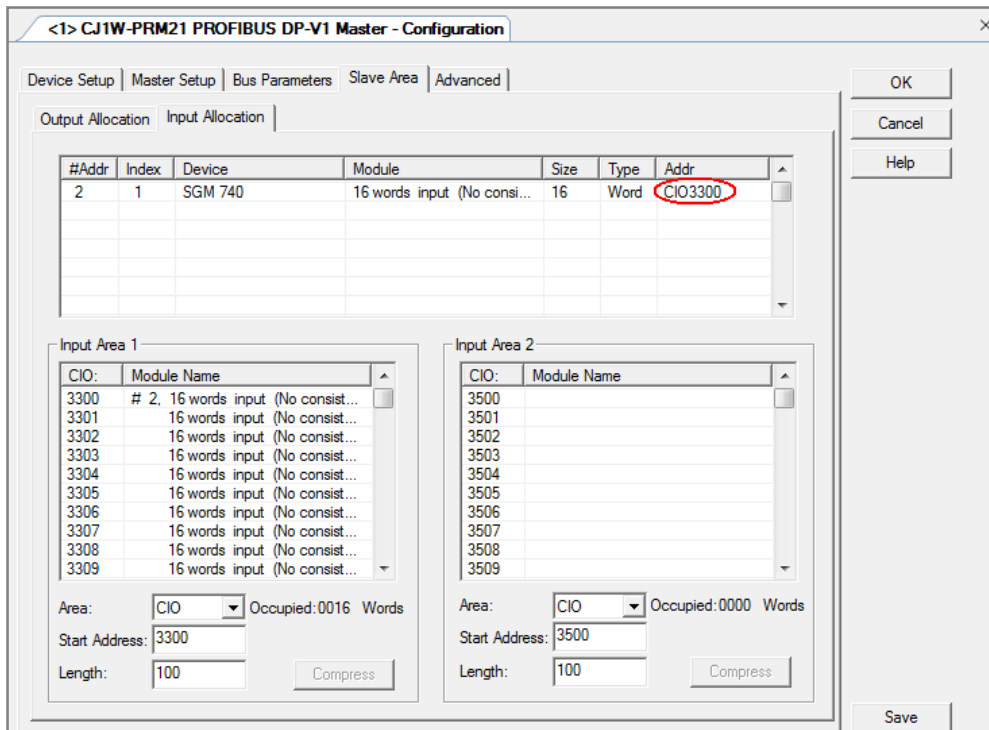 <1> CJ1W-PRM21 PROFIBUS DP-V1 Master - Configuration
Device Setup Master Setup Bus Parameters Slave Area Advanced
OK
Output Allocation Input Allocation
Cancel
Help
#Addr Index Device Module Size Type Addr
2 1 SGM 740 16 words input (No consi... 16 Word CIO3300
Input Area 1
CIO: Module Name
3300 # 2, 16 words input (No consist...
3301 16 words input (No consist...
3302 16 words input (No consist...
3303 16 words input (No consist...
3304 16 words input (No consist...
3305 16 words input (No consist...
3306 16 words input (No consist...
3307 16 words input (No consist...
3308 16 words input (No consist...
3309 16 words input (No consist...
Area: CIO Occupied:0016 Words
Start Address: 3300
Length: 100 Compress
Input Area 2
CIO: Module Name
3500
3501
3502
3503
3504
3505
3506
3507
3508
3509
Area: CIO Occupied:0000 Words
Start Address: 3500
Length: 100 Compress
Save